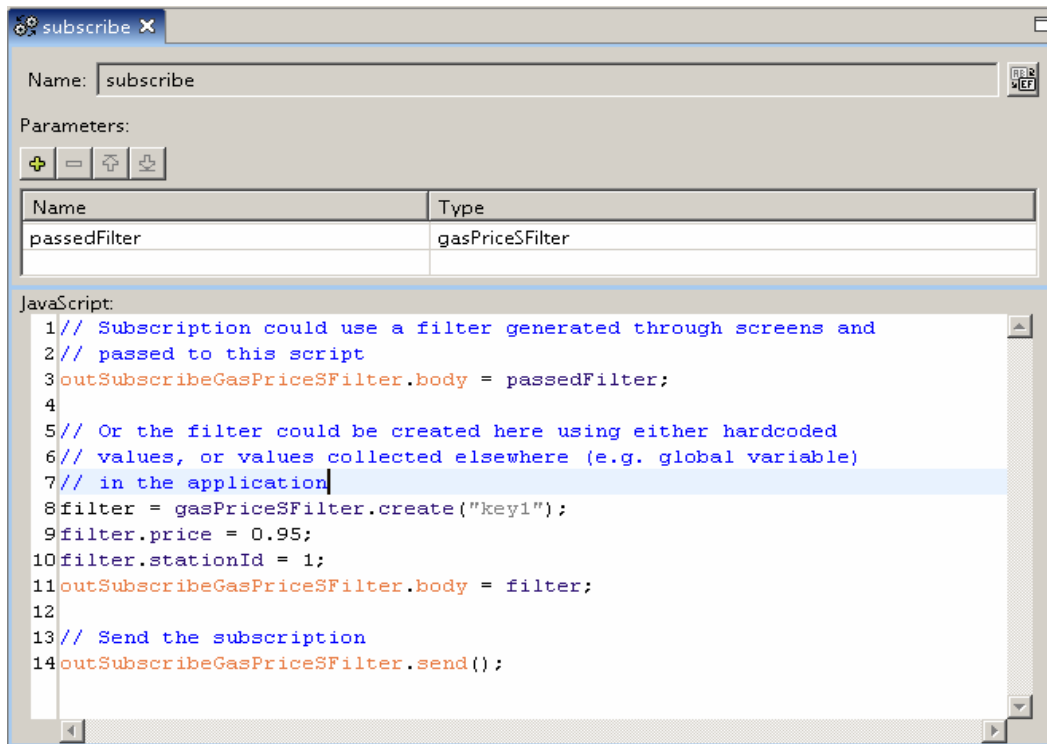 subscribe
Name: subscribe
Parameters:
Name Type
passedFilter gasPriceSFilter
JavaScript:
1// Subscription could use a filter generated through screens and
2// passed to this script
3outSubscribeGasPriceSFilter.body = passedFilter;
4
5// Or the filter could be created here using either hardcoded
6// values, or values collected elsewhere (e.g. global variable)
7// in the application
8filter = gasPriceSFilter.create("key1");
9filter.price = 0.95;
10filter.stationId = 1;
11outSubscribeGasPriceSFilter.body = filter;
12
13// Send the subscription
14outSubscribeGasPriceSFilter.send();